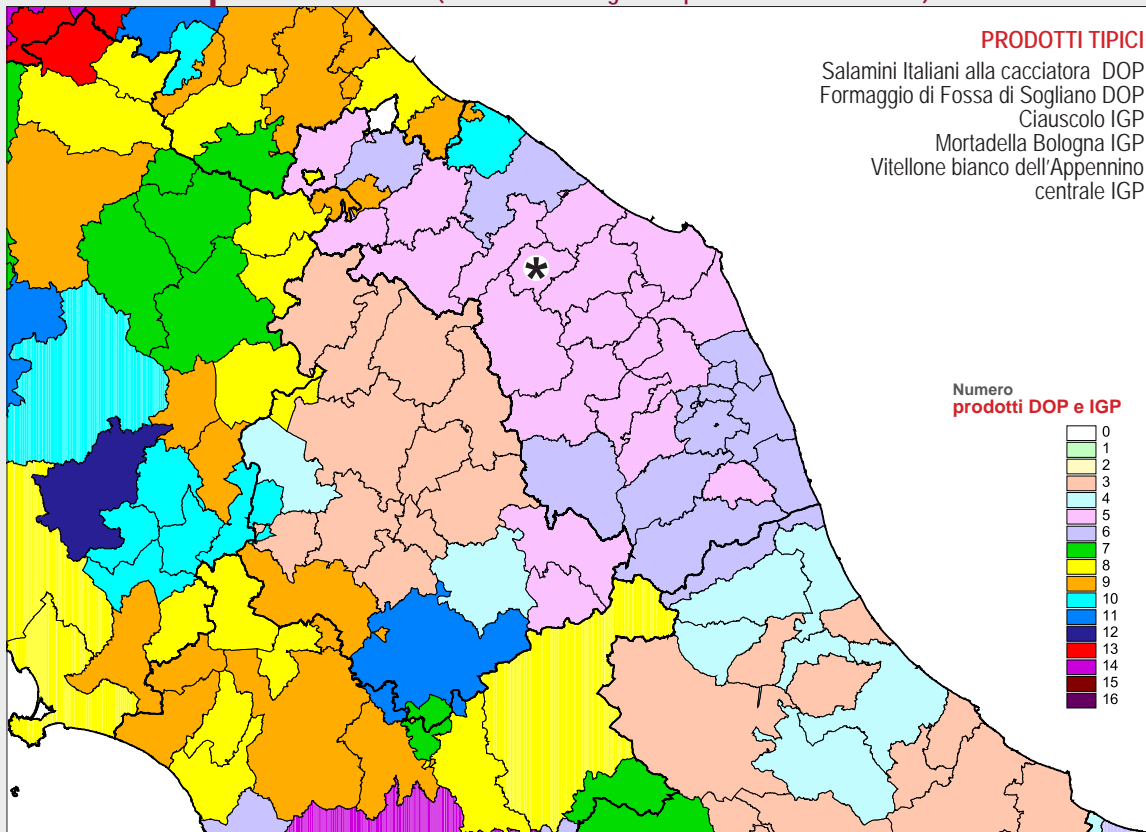 PRODOTTI TIPICI
Salamini Italiani alla cacciatora DOP
Formaggio di Fossa di Sogliano DOP
Ciauscolo IGP
Mortadella Bologna IGP
Vitellone bianco dell'Appennino
centrale IGP
*
Numero
prodotti DOP e IGP
0
1
2
3
4
5
6
7
8
9
10
11
12
13
14
15
16